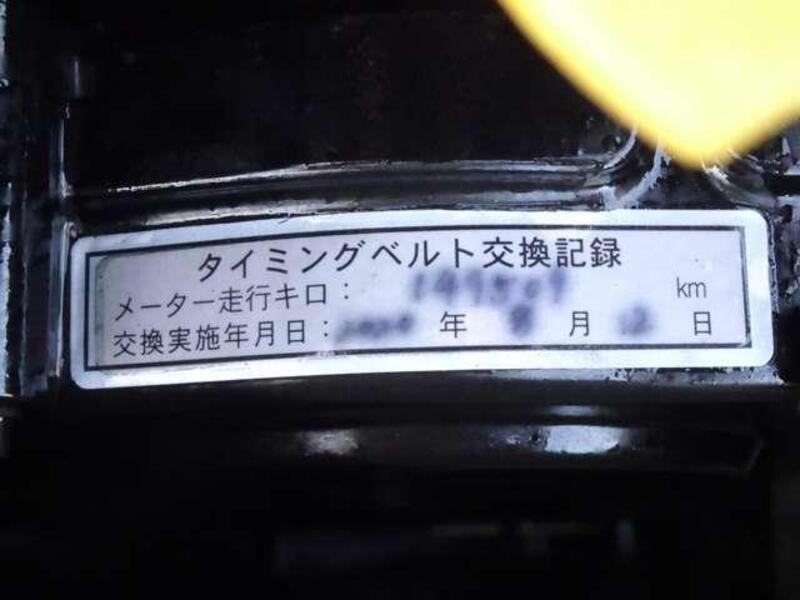 タイミングベルト交換記録
メーター走行キロ： km
交換実施年月日： 年 8 月 日